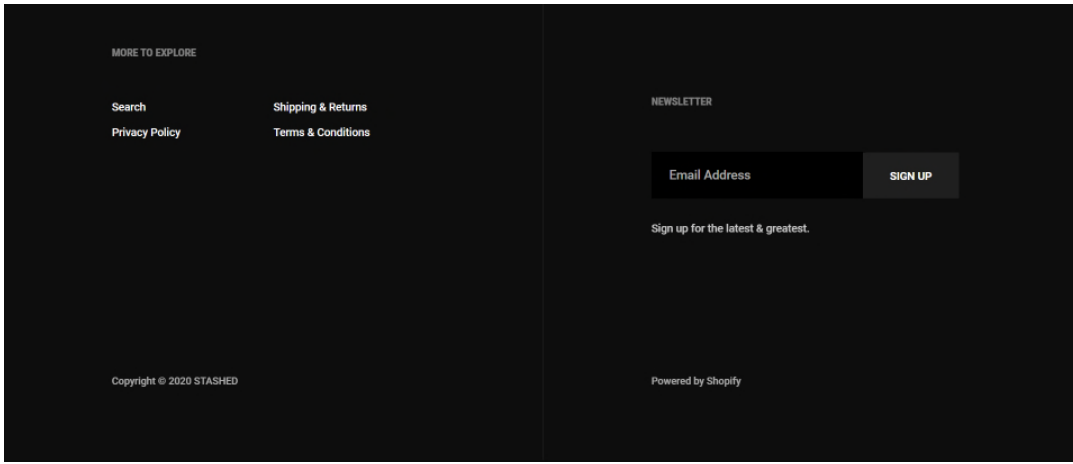 MORE TO EXPLORE
Search
Shipping & Returns
Privacy Policy
Terms & Conditions
NEWSLETTER
Email Address
SIGN UP
Sign up for the latest & greatest.
Copyright © 2020 STASHED
Powered by Shopify